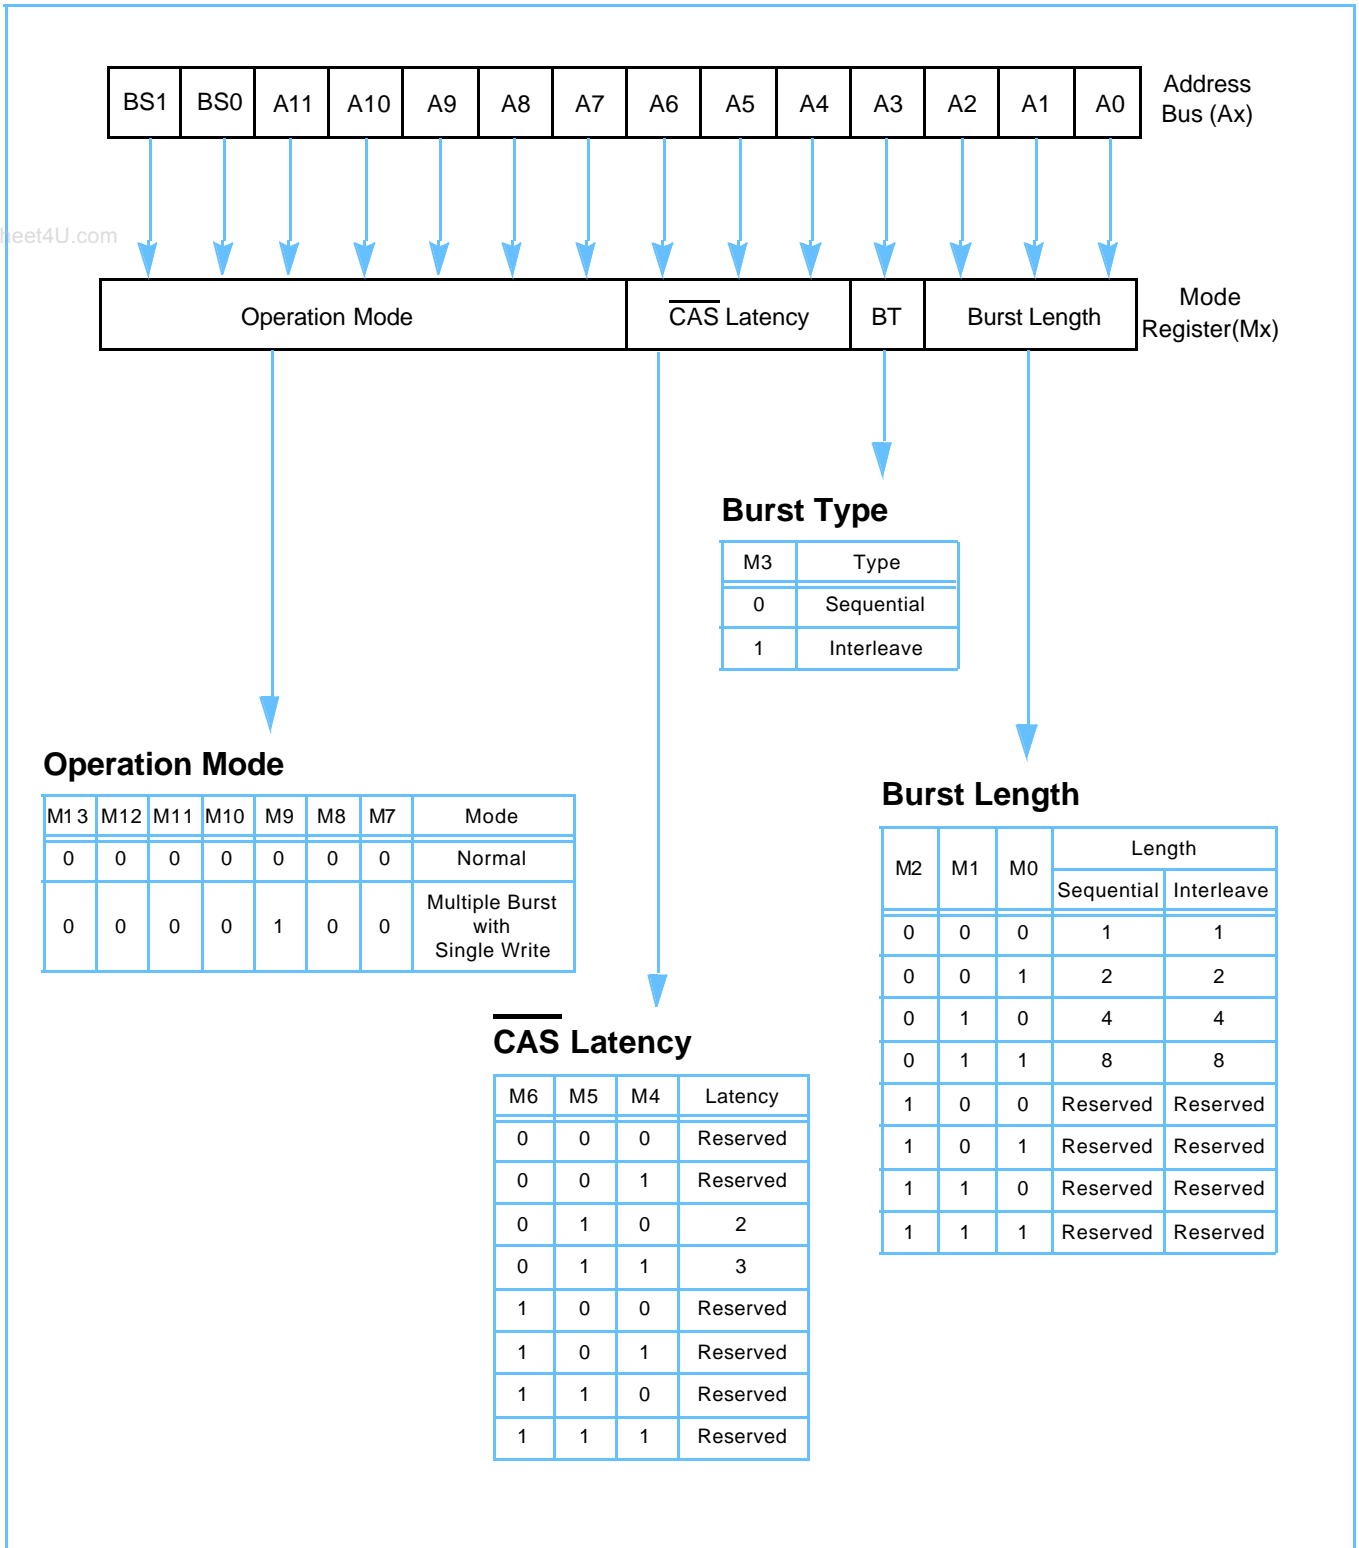 BS1 BS0 A11 A10 A9 A8 A7 A6 A5 A4 A3 A2 A1 A0
Address
Bus (Ax)
heet4U.com
Operation Mode CAS Latency BT Burst Length
Mode
Register(Mx)
Burst Type
M3 Type
0 Sequential
1 Interleave
Operation Mode
M13 M12 M11 M10 M9 M8 M7 Mode
0 0 0 0 0 0 0 Normal
0 0 0 0 1 0 0 Multiple Burst
with
Single Write
Burst Length
M2 M1 M0 Length
Sequential Interleave
0 0 0 1 1
0 0 1 2 2
0 1 0 4 4
0 1 1 8 8
1 0 0 Reserved Reserved
1 0 1 Reserved Reserved
1 1 0 Reserved Reserved
1 1 1 Reserved Reserved
CAS Latency
M6 M5 M4 Latency
0 0 0 Reserved
0 0 1 Reserved
0 1 0 2
0 1 1 3
1 0 0 Reserved
1 0 1 Reserved
1 1 0 Reserved
1 1 1 Reserved